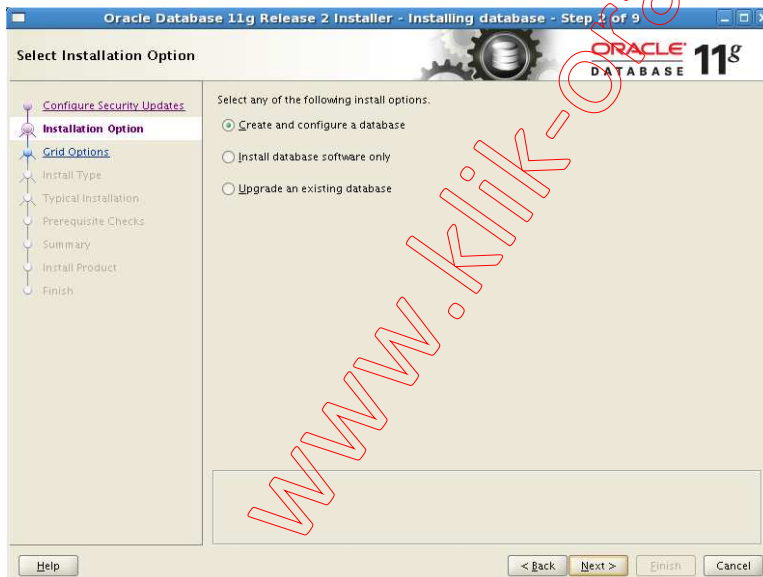 Oracle Database 11g Release 2 Installer - Installing database - Step 2 of 9
Select Installation Option
ORACLE
DATABASE
11g
Configure Security Updates
Installation Option
Grid Options
Install Type
Typical Installation
Prerequisite Checks
Summary
Install Product
Finish
Select any of the following install options.
Create and configure a database
Install database software only
Upgrade an existing database
www.klik-or
Help
< Back
Next >
Finish
Cancel